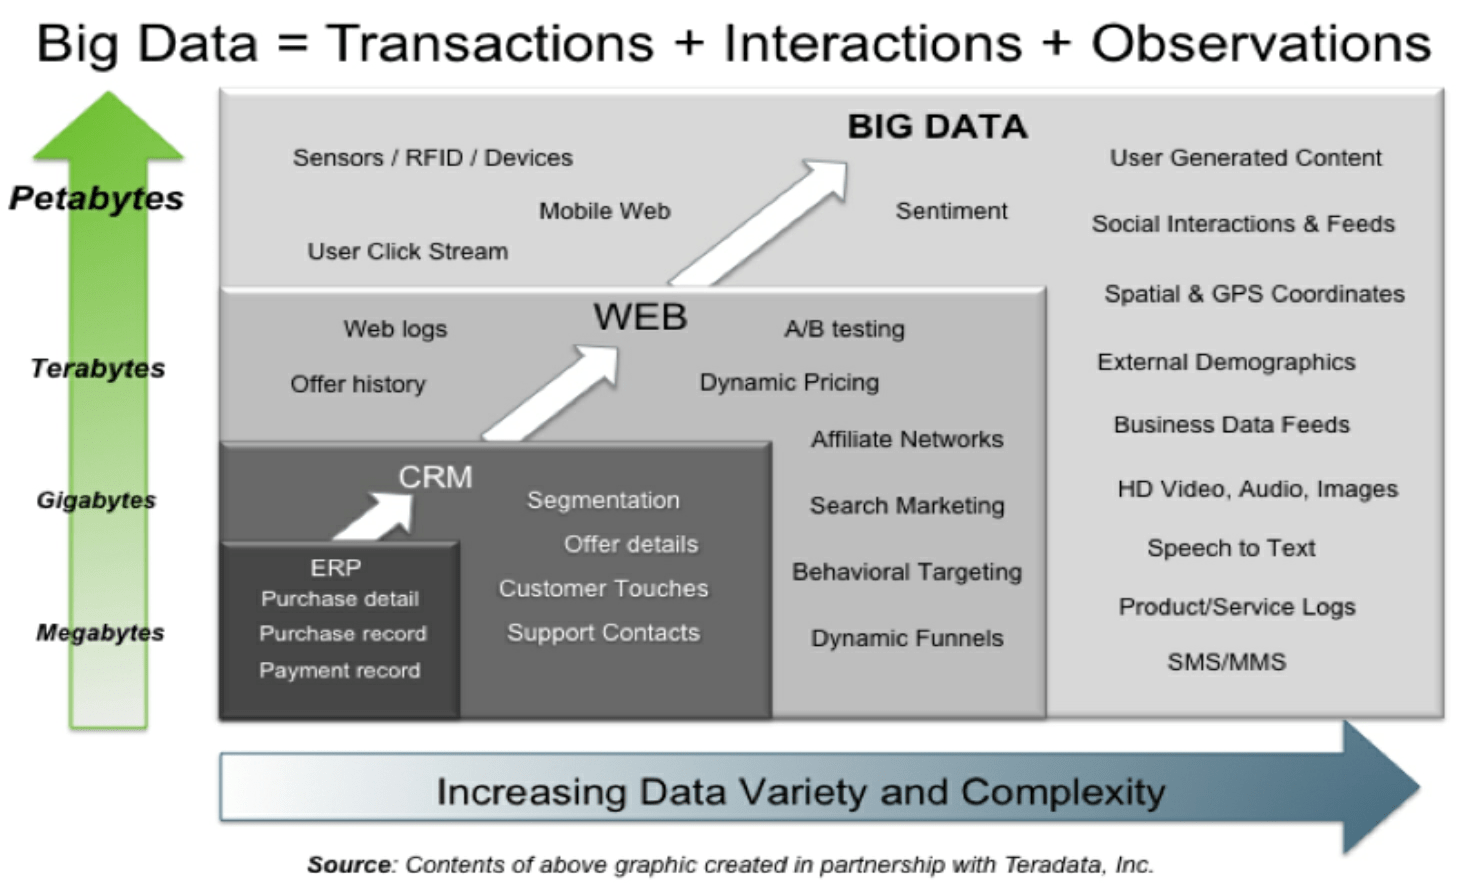 Big Data = Transactions + Interactions + Observations
BIG DATA
Sensors / RFID / Devices
User Generated Content
Mobile Web
Sentiment
Petabytes
Social Interactions & Feeds
User Click Stream
Spatial & GPS Coordinates
WEB
Web logs
A/B testing
Terabytes
External Demographics
Offer history
Dynamic Pricing
Business Data Feeds
Affiliate Networks
CRM
Gigabytes
Segmentation
Search Marketing
HD Video, Audio, Images
Offer details
Speech to Text
ERP
Customer Touches
Behavioral Targeting
Purchase detail
Product/Service Logs
Megabytes
Purchase record
Support Contacts
Dynamic Funnels
Payment record
SMS/MMS
Increasing Data Variety and Complexity
Source: Contents of above graphic created in partnership with Teradata, Inc.